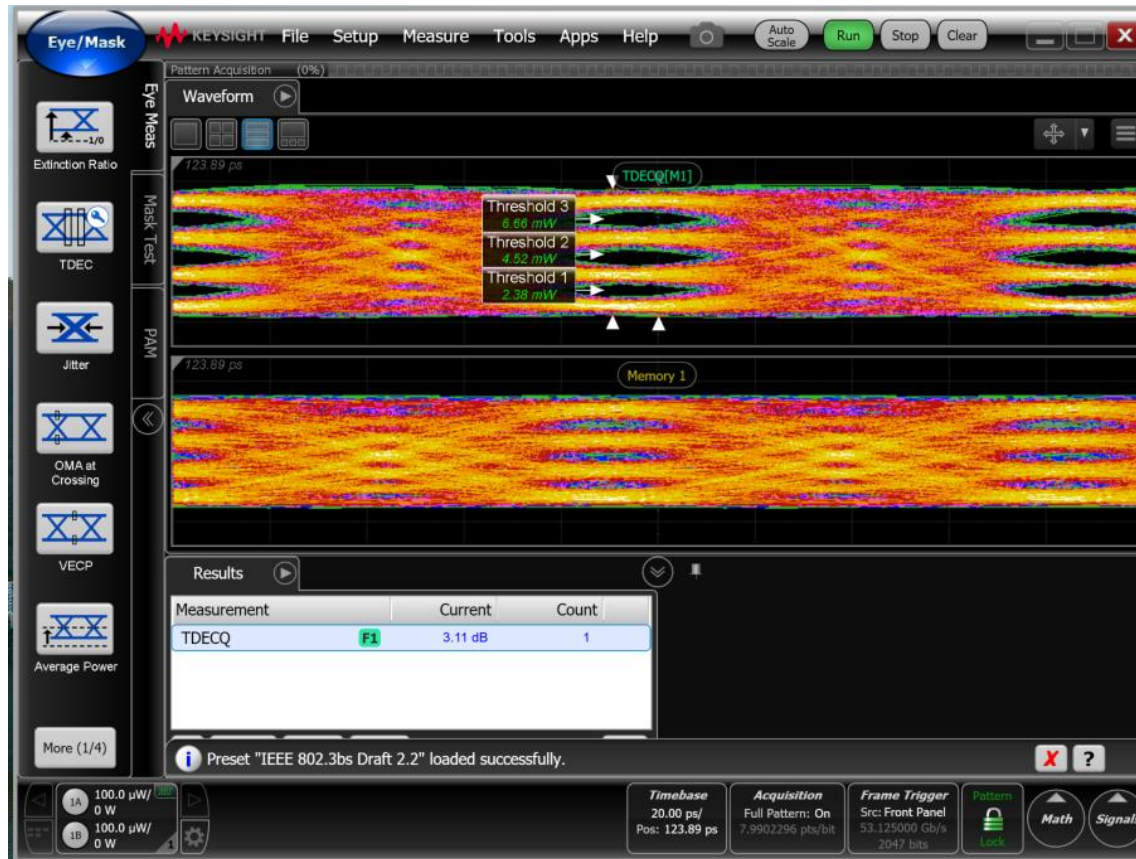 Eye/Mask
KEYSIGHT File Setup Measure Tools Apps Help
Auto
Scale
Run Stop Clear
Pattern Acquisition (0%)
Waveform
Eye Meas
Mask Test
PAM
1/0
Extinction Ratio
TDEC
Jitter
OMA at
Crossing
VECP
Average Power
More (1/4)
123.89 ps
TDECQ[M1]
Threshold 3
6.66 mW
Threshold 2
4.52 mW
Threshold 1
2.38 mW
123.89 ps
Memory 1
Results
Measurement Current Count
TDECQ F1 3.11 dB 1
Preset "IEEE 802.3bs Draft 2.2" loaded successfully.
1A 100.0 µW/
0 W
1B 100.0 µW/
0 W
1
Timebase
20.00 ps/
Pos: 123.89 ps
Acquisition
Full Pattern: On
7.9902296 pts/bit
Frame Trigger
Src: Front Panel
53.125000 Gb/s
2047 bits
Pattern
Lock
Math
Signals